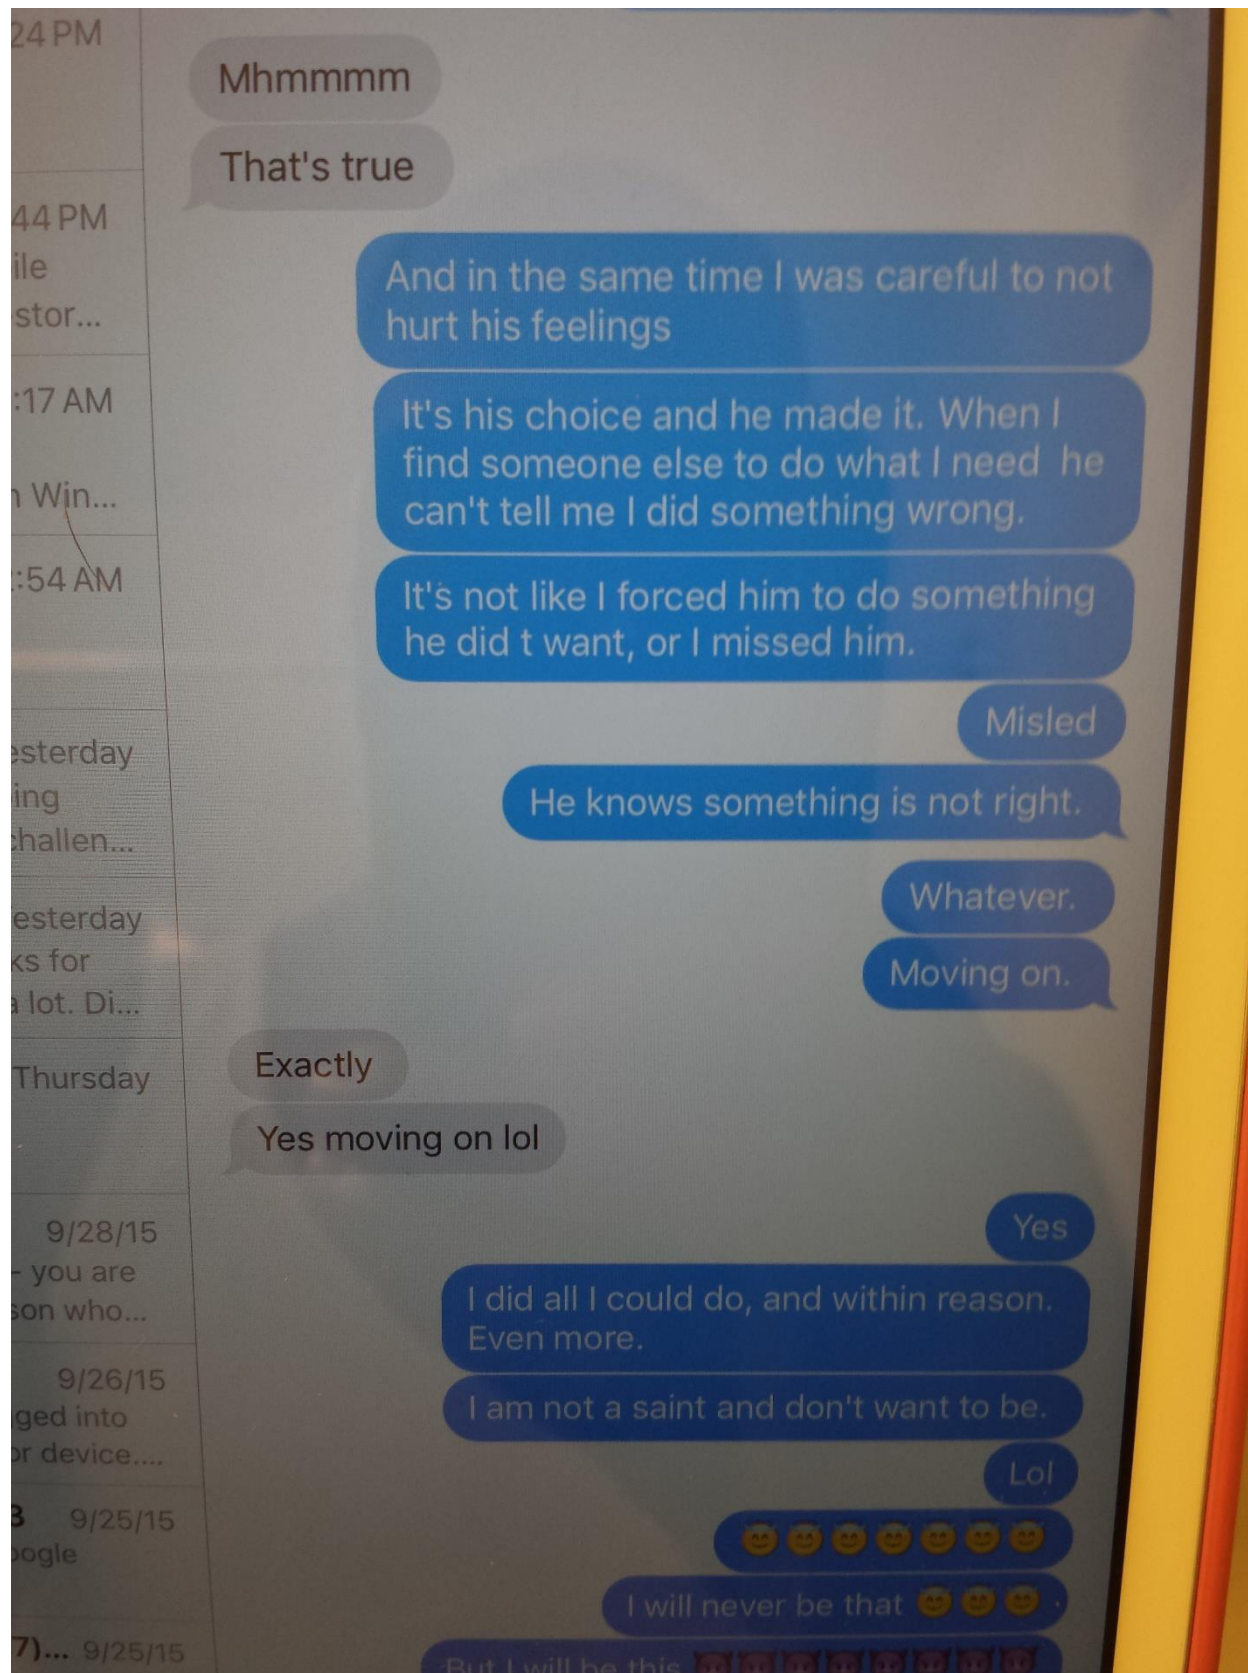 24 PM
44 PM
ile
stor...
:17 AM
n Win...
:54 AM
esterday
ing
challen...
esterday
ks for
a lot. Di...
Thursday
9/28/15
- you are
son who...
9/26/15
ged into
or device....
3 9/25/15
oogle
7)... 9/25/15
Mhmmmm
That's true
And in the same time I was careful to not
hurt his feelings
It's his choice and he made it. When I
find someone else to do what I need he
can't tell me I did something wrong.
It's not like I forced him to do something
he did t want, or I missed him.
Misled
He knows something is not right.
Whatever.
Moving on.
Exactly
Yes moving on lol
Yes
I did all I could do, and within reason.
Even more.
I am not a saint and don't want to be.
Lol
😇😇😇😇😇😇😇
I will never be that 😇😇😇 .
But I will be this 😈😈😈😈😈😈😈😈